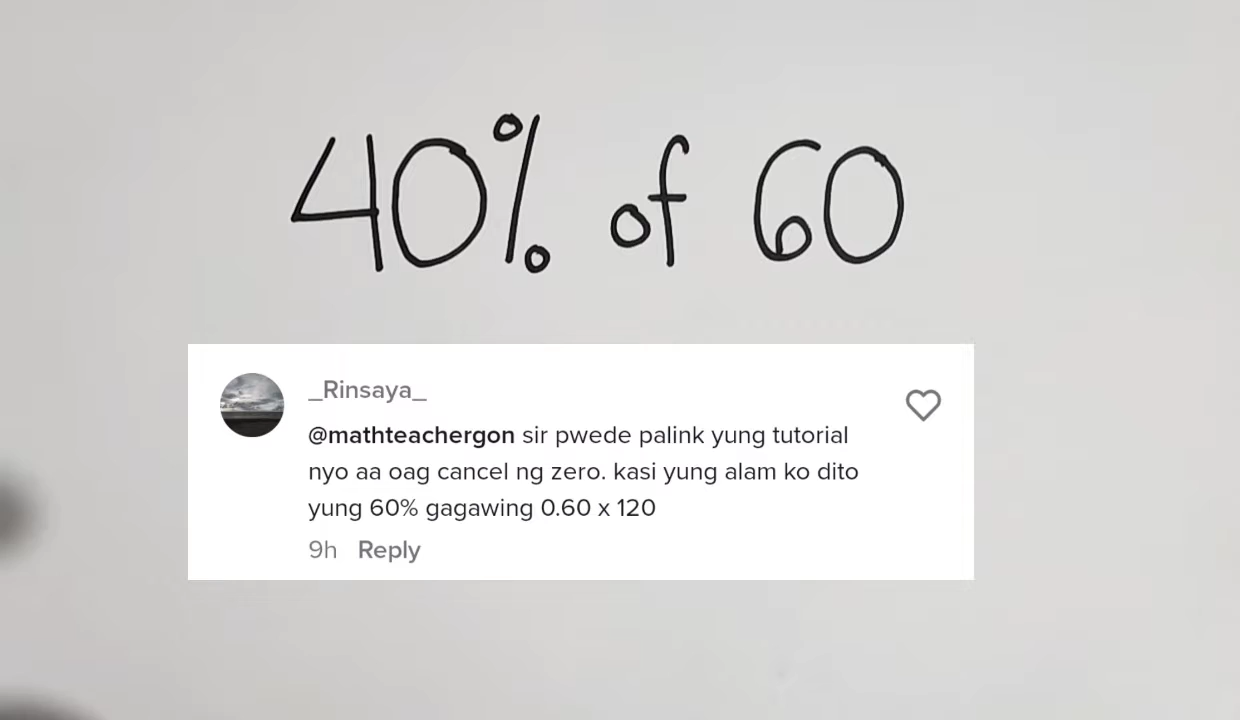 40% of 60
_Rinsaya_
@mathteachergon sir pwede palink yung tutorial
nyo aa oag cancel ng zero. kasi yung alam ko dito
yung 60% gagawing 0.60 x 120
9h Reply